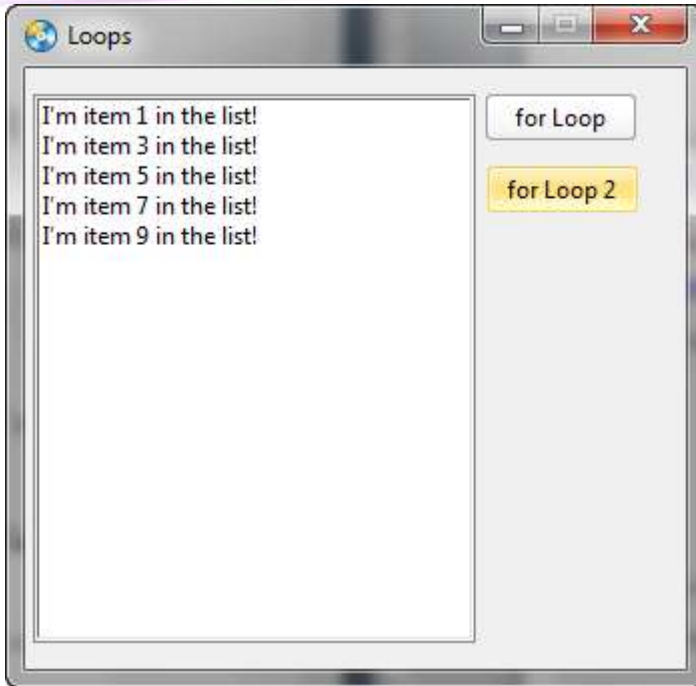 Loops
I'm item 1 in the list!
I'm item 3 in the list!
I'm item 5 in the list!
I'm item 7 in the list!
I'm item 9 in the list!
for Loop
for Loop 2